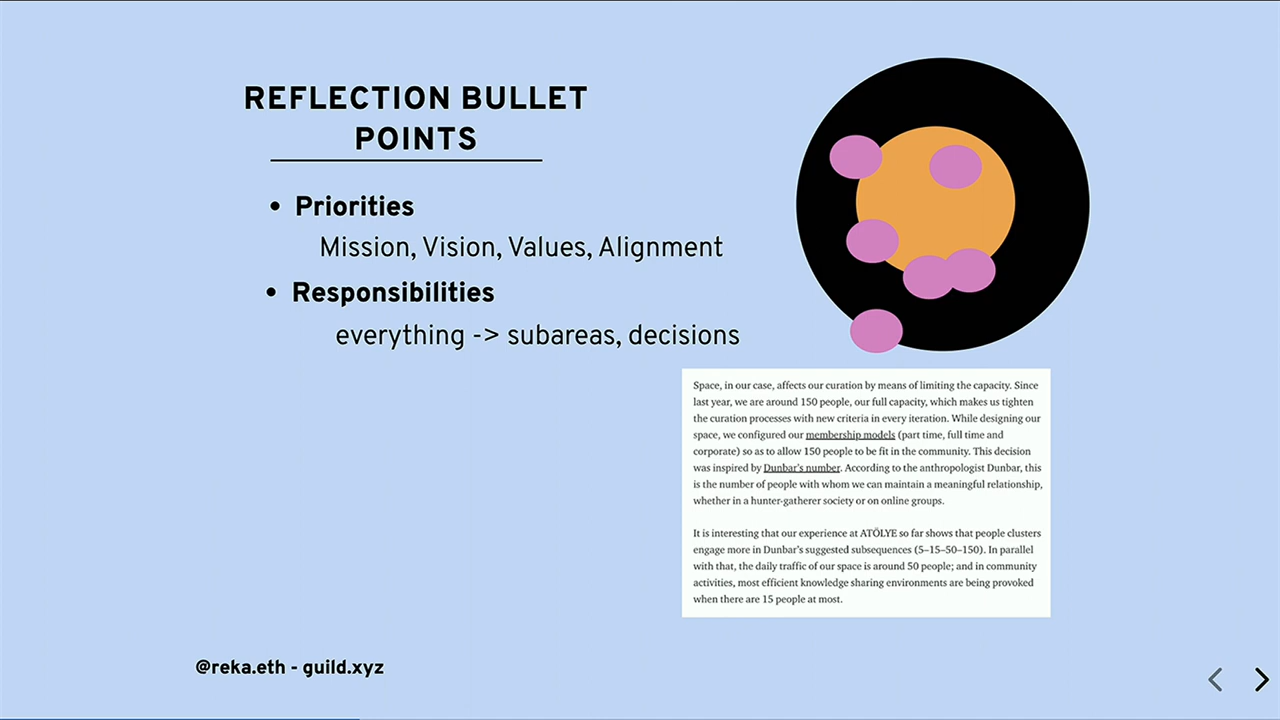 REFLECTION BULLET
POINTS
• Priorities
Mission, Vision, Values, Alignment
• Responsibilities
everything -> subareas, decisions
Space, in our case, affects our curation by means of limiting the capacity. Since
last year, we are around 150 people, our full capacity, which makes us tighten
the curation processes with new criteria in every iteration. While designing our
space, we configured our membership models (part time, full time and
corporate) so as to allow 150 people to be fit in the community. This decision
was inspired by Dunbar's number. According to the anthropologist Dunbar, this
is the number of people with whom we can maintain a meaningful relationship,
whether in a hunter-gatherer society or on online groups.
It is interesting that our experience at ATÖLYE so far shows that people clusters
engage more in Dunbar's suggested subsequences (5–15–50–150). In parallel
with that, the daily traffic of our space is around 50 people; and in community
activities, most efficient knowledge sharing environments are being provoked
when there are 15 people at most.
@reka.eth - guild.xyz